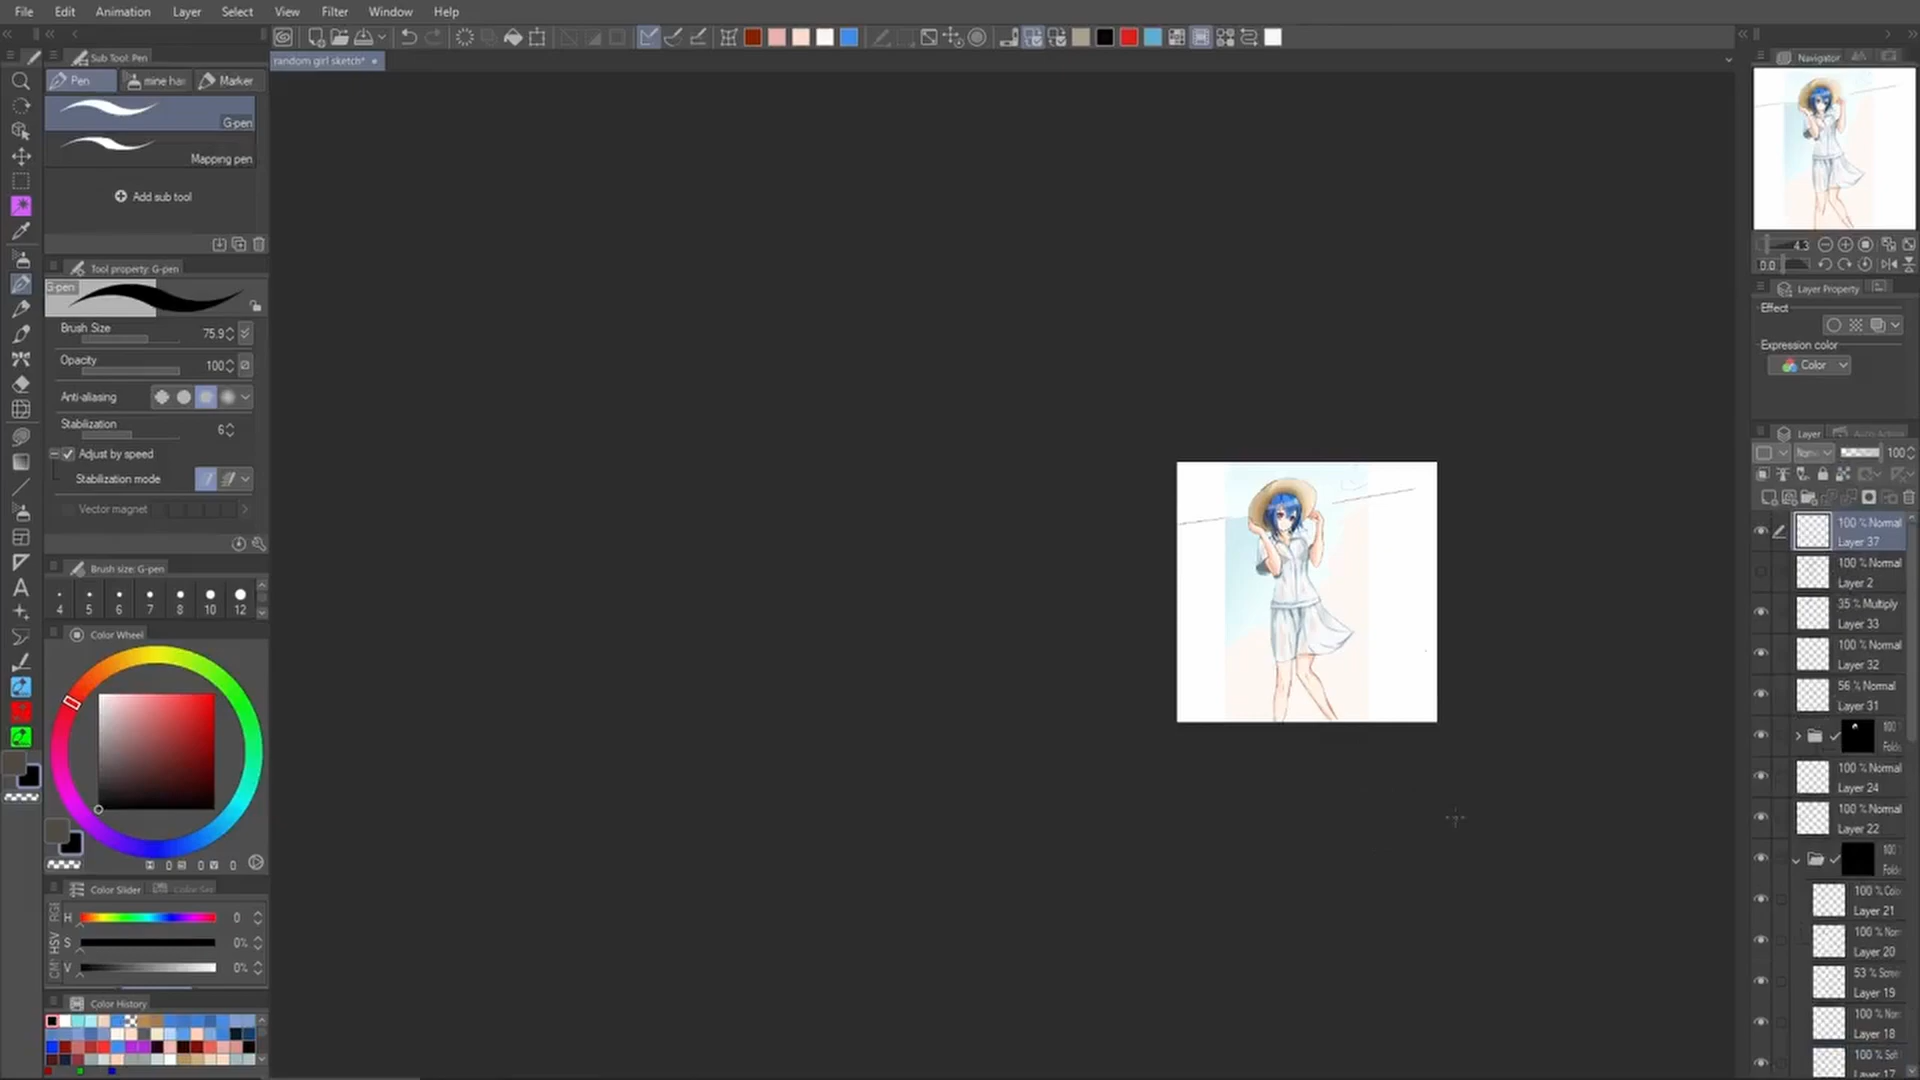 File Edit Animation Layer Select View Filter Window Help
Sub Tool: Pen
random girl sketch*
Navigator
Pen
Marker
G-pen
Mapping pen
Add sub tool
4.3
0.0
Tool property: G-pen
G-pen
Layer Property
Effect
Brush Size 75.9
Expression color
Opacity 100
Color
Anti-aliasing
Stabilization 6
Layer
Adjust by speed
100
Stabilization mode
Vector magnet
100 % Normal
Layer 37
Brush size: G-pen
100 % Normal
Layer 2
4 5 6 7 8 10 12
35 % Multiply
Layer 33
Color Wheel
100 % Normal
Layer 32
56 % Normal
Layer 31
100 % Normal
Layer 24
100 % Normal
Layer 22
Color Slider
Color Set
Layer 21
H 0
Layer 20
S 0%
V 0%
Layer 19
Color History
Layer 18